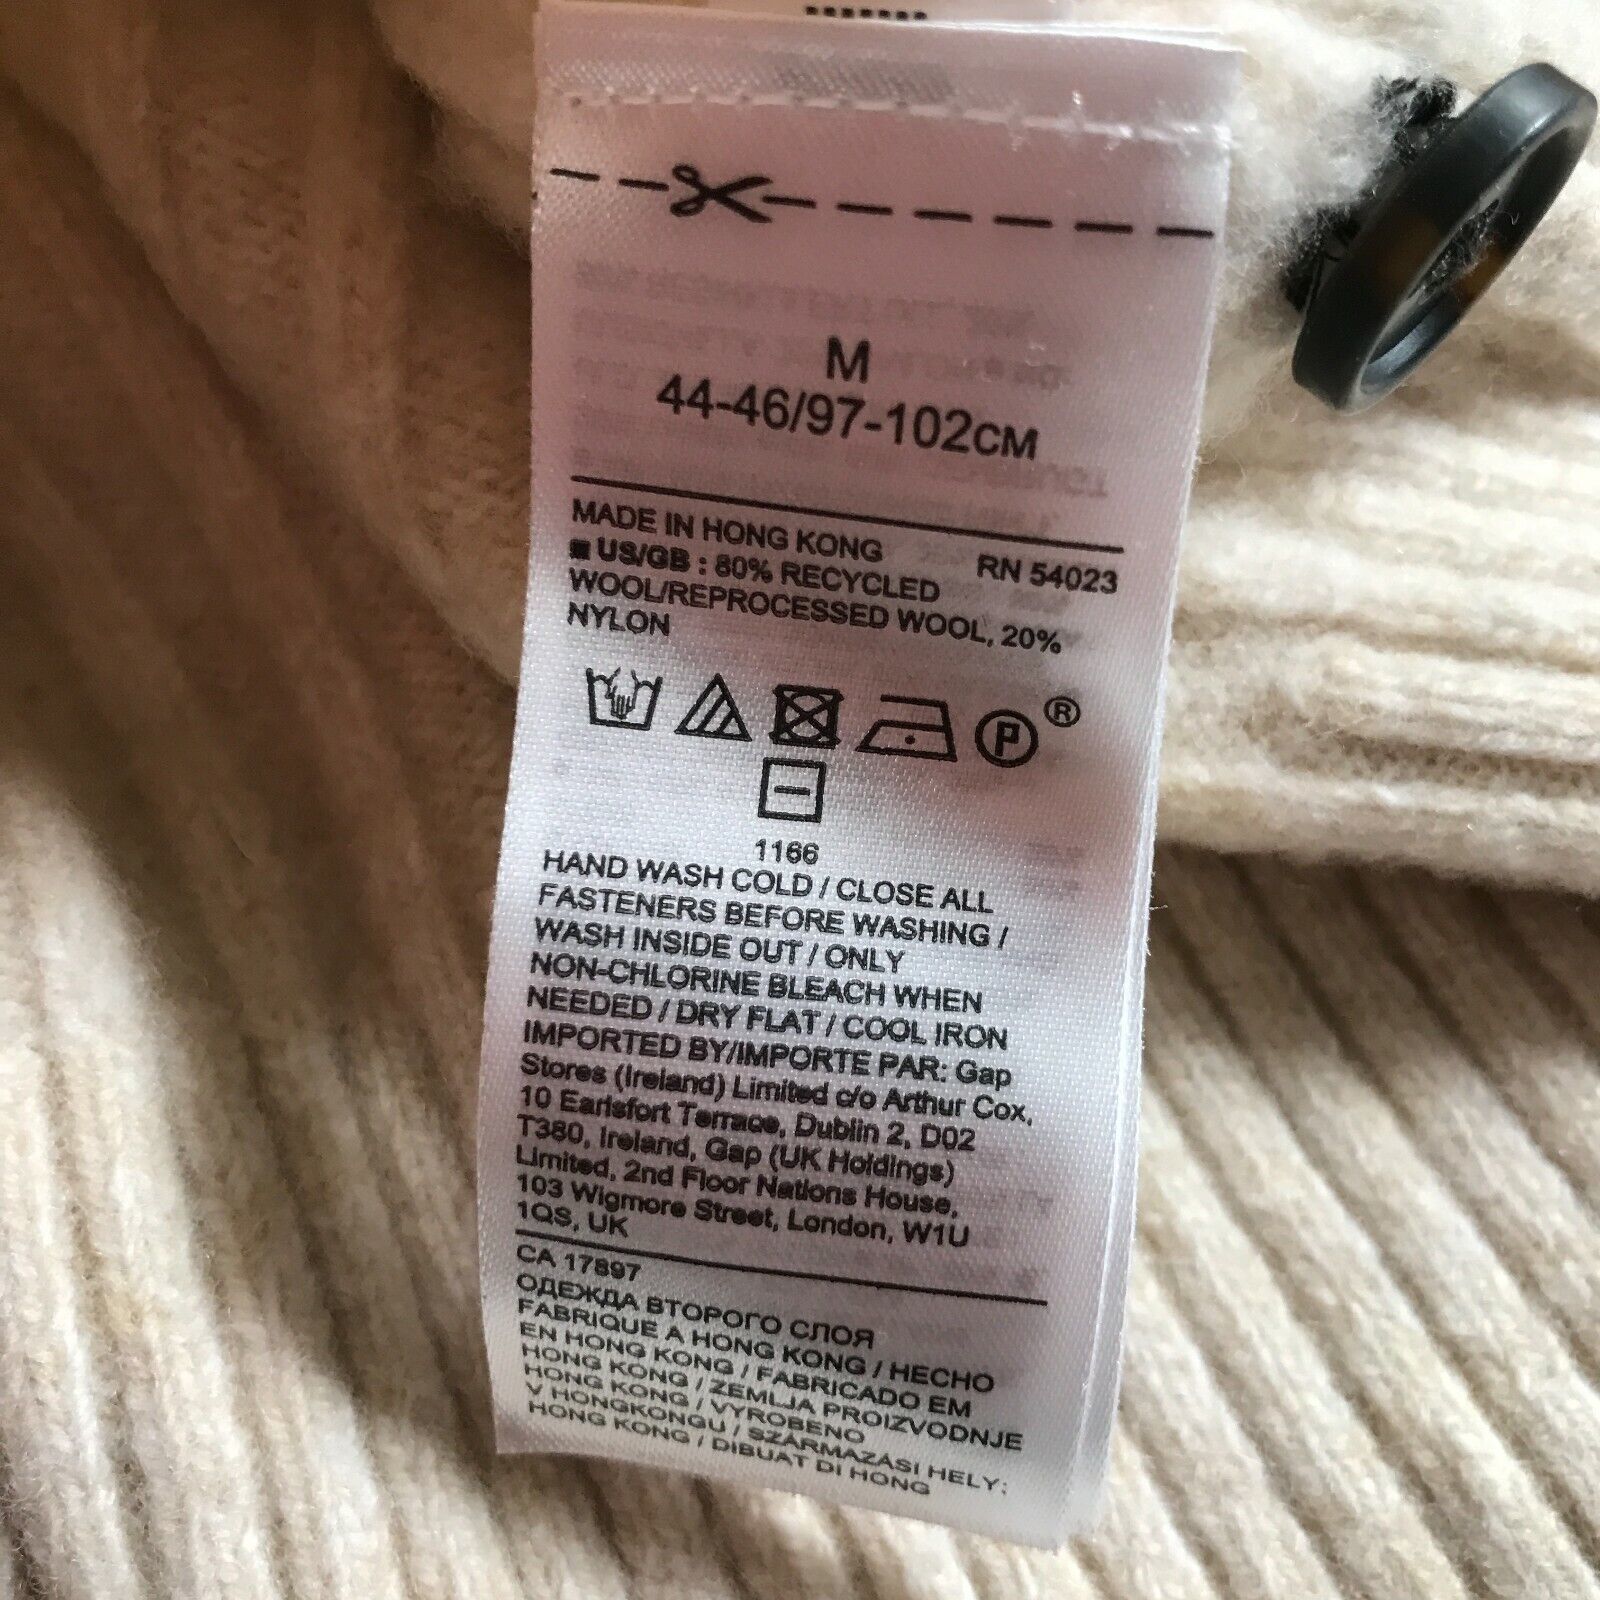 M
44-46/97-102CM
MADE IN HONG KONG
RN 54023
■ US/GB : 80% RECYCLED
WOOL/REPROCESSED WOOL, 20%
NYLON
P ®
1166
HAND WASH COLD / CLOSE ALL
FASTENERS BEFORE WASHING /
WASH INSIDE OUT / ONLY
NON-CHLORINE BLEACH WHEN
NEEDED / DRY FLAT / COOL IRON
IMPORTED BY/IMPORTE PAR: Gap
Stores (Ireland) Limited c/o Arthur Cox,
10 Earlsfort Terrace, Dublin 2, D02
T380, Ireland, Gap (UK Holdings)
Limited, 2nd Floor Nations House,
103 Wigmore Street, London, W1U
1QS, UK
CA 17897
ОДЕЖДА ВТОРОГО СЛОЯ
FABRIQUE A HONG KONG / HECHO
EN HONG KONG / FABRICADO EM
HONG KONG / ZEMLJA PROIZVODNJE
HONG KONG / VYROBENO
V HONGKONGU / SZÁRMAZÁSI HELY:
HONG KONG / DIBUAT DI HONG